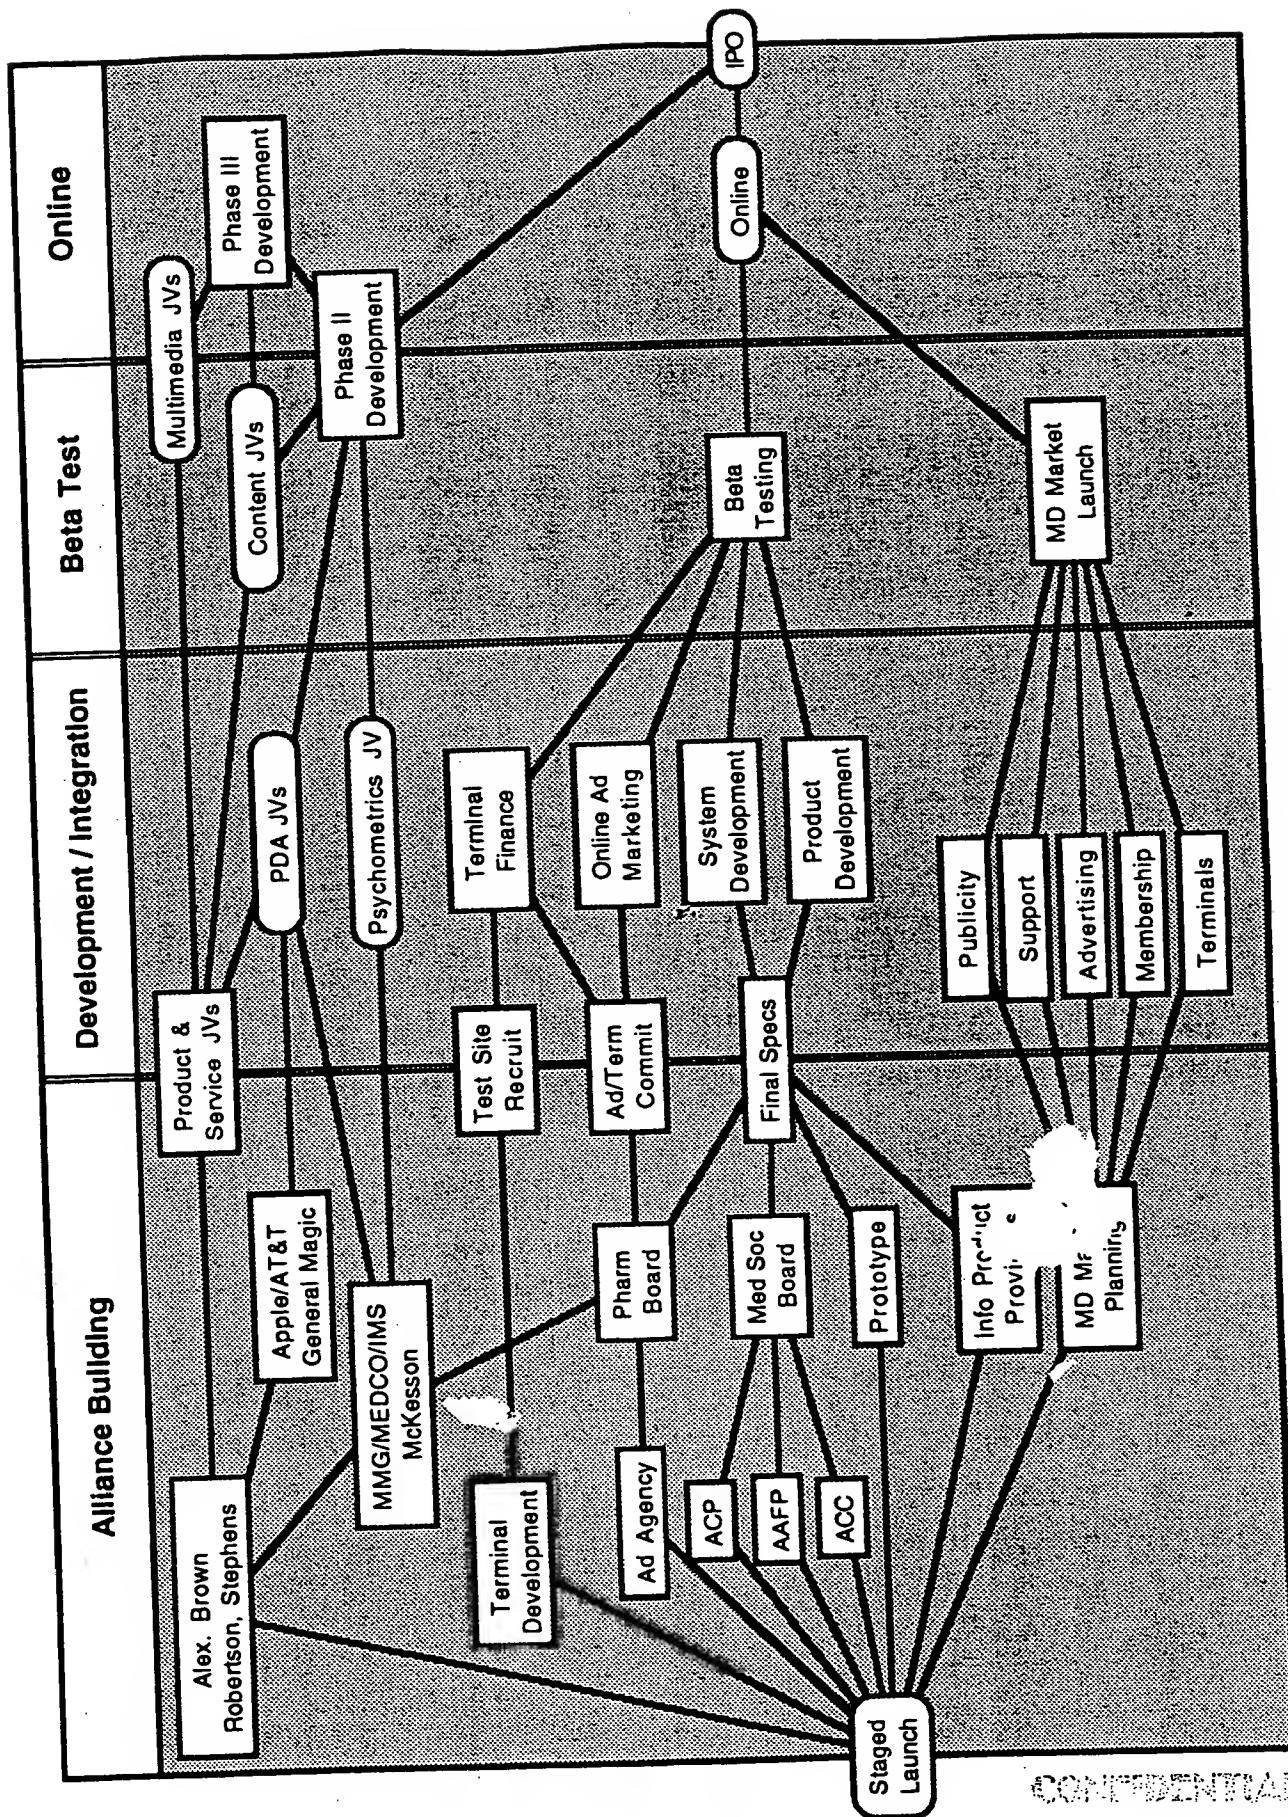 Alliance Building
Development / Integration
Beta Test
Online
Alex. Brown
Robertson, Stephens
Product &
Service JVs
Multimedia JVs
Phase III
Development
Apple/AT&T
General Magic
PDA JVs
Content JVs
MMG/MEDCO/IMS
McKesson
Psychometrics JV
Phase II
Development
Terminal
Development
Test Site
Recruit
Terminal
Finance
Ad Agency
Pharm
Board
Ad/Term
Commit
Online Ad
Marketing
ACP
AAFP
ACC
Med Soc
Board
Final Specs
System
Development
Beta
Testing
Online
IPO
Prototype
Product
Development
Staged
Launch
Info
MD
Planning
Publicity
Support
Advertising
Membership
Terminals
MD Market
Launch
CONFIDENTIAL